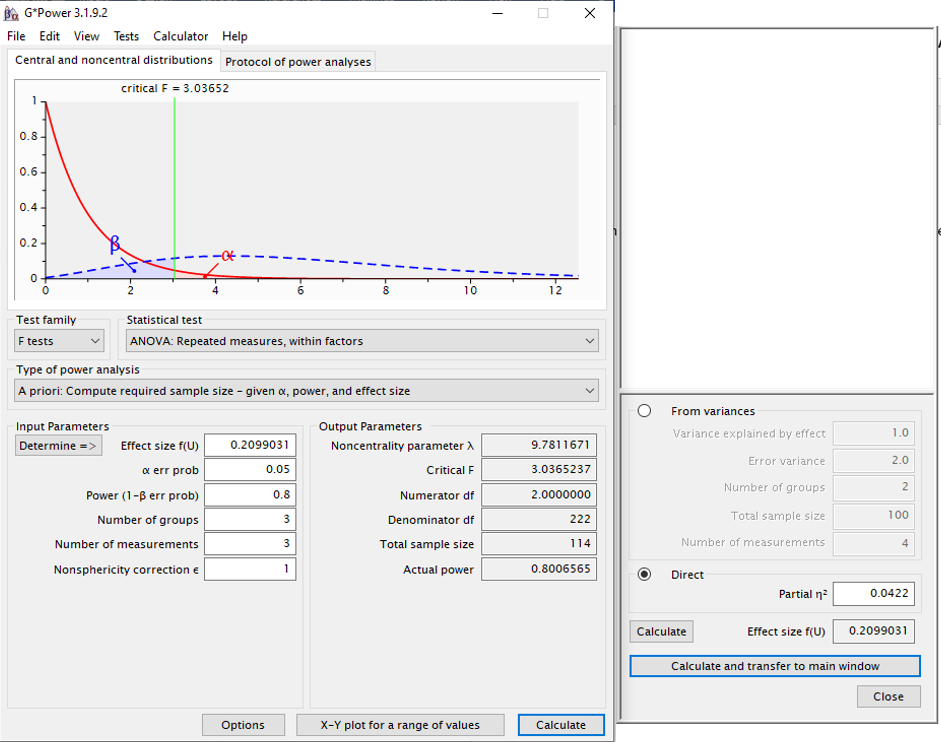 G*Power 3.1.9.2
File Edit View Tests Calculator Help
Central and noncentral distributions Protocol of power analyses
critical F = 3.03652
1
0.8
0.6
0.4
0.2
0
β
α
0 2 4 6 8 10 12
Test family Statistical test
F tests ANOVA: Repeated measures, within factors
Type of power analysis
A priori: Compute required sample size – given α, power, and effect size
Input Parameters Output Parameters
Determine => Effect size f(U) 0.2099031 Noncentrality parameter λ 9.7811671
α err prob 0.05 Critical F 3.0365237
Power (1-β err prob) 0.8 Numerator df 2.0000000
Number of groups 3 Denominator df 222
Number of measurements 3 Total sample size 114
Nonsphericity correction ϵ 1 Actual power 0.8006565
Options X-Y plot for a range of values Calculate
From variances
Variance explained by effect 1.0
Error variance 2.0
Number of groups 2
Total sample size 100
Number of measurements 4
Direct
Partial η² 0.0422
Calculate Effect size f(U) 0.2099031
Calculate and transfer to main window
Close